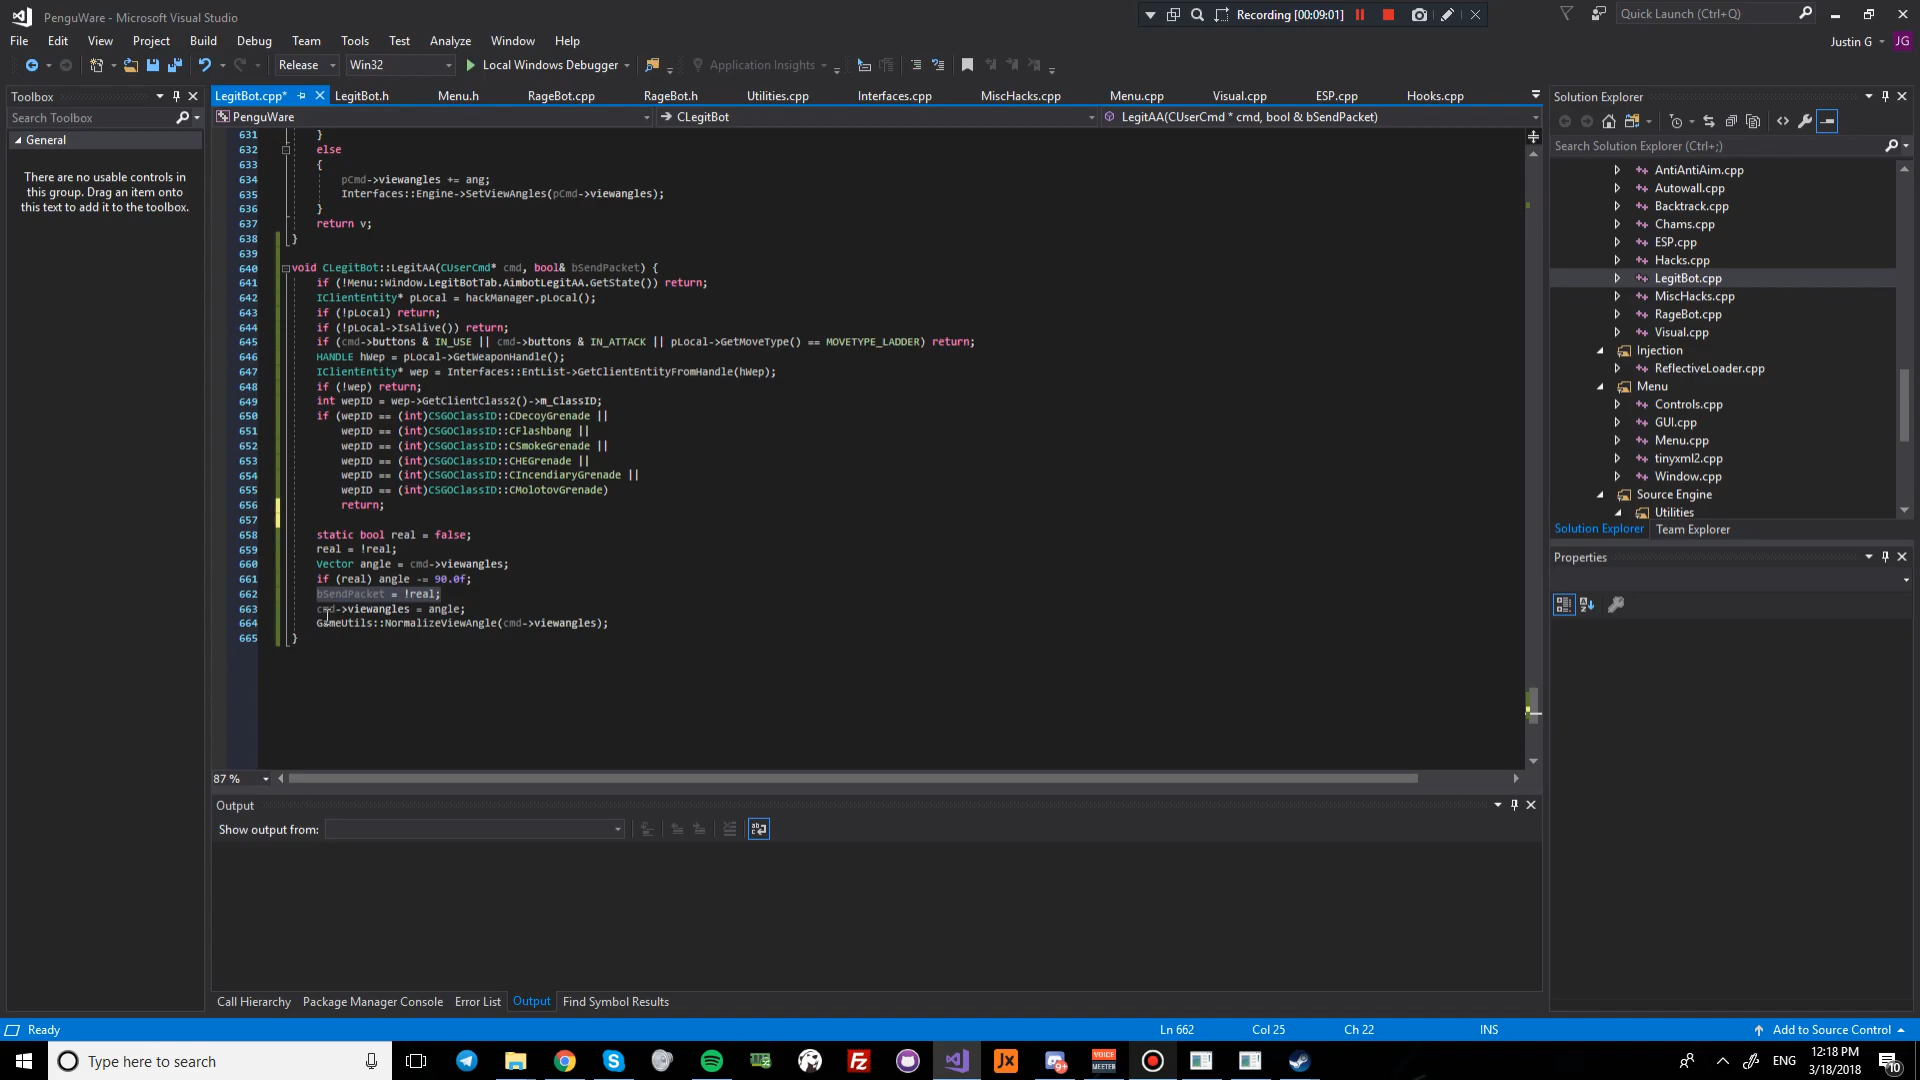 PenguWare - Microsoft Visual Studio
Recording [00:09:01]
Quick Launch (Ctrl+Q)
File Edit View Project Build Debug Team Tools Test Analyze Window Help
Justin G JG
Release Win32 Local Windows Debugger Application Insights
Toolbox
Search Toolbox
General
There are no usable controls in
this group. Drag an item onto
this text to add it to the toolbox.
LegitBot.cpp* LegitBot.h Menu.h RageBot.cpp RageBot.h Utilities.cpp Interfaces.cpp MiscHacks.cpp Menu.cpp Visual.cpp ESP.cpp Hooks.cpp
PenguWare CLegitBot LegitAA(CUserCmd * cmd, bool & bSendPacket)
631 }
632 else
633 {
634 pCmd->viewangles += ang;
635 Interfaces::Engine->SetViewAngles(pCmd->viewangles);
636 }
637 return v;
638 }
639
640 void CLegitBot::LegitAA(CUserCmd* cmd, bool& bSendPacket) {
641 if (!Menu::Window.LegitBotTab.AimbotLegitAA.GetState()) return;
642 IClientEntity* pLocal = hackManager.pLocal();
643 if (!pLocal) return;
644 if (!pLocal->IsAlive()) return;
645 if (cmd->buttons & IN_USE || cmd->buttons & IN_ATTACK || pLocal->GetMoveType() == MOVETYPE_LADDER) return;
646 HANDLE hWep = pLocal->GetWeaponHandle();
647 IClientEntity* wep = Interfaces::EntList->GetClientEntityFromHandle(hWep);
648 if (!wep) return;
649 int wepID = wep->GetClientClass2()->m_ClassID;
650 if (wepID == (int)CSGOClassID::CDecoyGrenade ||
651 wepID == (int)CSGOClassID::CFlashbang ||
652 wepID == (int)CSGOClassID::CSmokeGrenade ||
653 wepID == (int)CSGOClassID::CHEGrenade ||
654 wepID == (int)CSGOClassID::CIncendiaryGrenade ||
655 wepID == (int)CSGOClassID::CMolotovGrenade)
656 return;
657
658 static bool real = false;
659 real = !real;
660 Vector angle = cmd->viewangles;
661 if (real) angle -= 90.0f;
662 bSendPacket = !real;
663 cmd->viewangles = angle;
664 GameUtils::NormalizeViewAngle(cmd->viewangles);
665 }
87 %
Output
Show output from:
Call Hierarchy Package Manager Console Error List Output Find Symbol Results
Solution Explorer
Search Solution Explorer (Ctrl+;)
AntiAntiAim.cpp
Autowall.cpp
Backtrack.cpp
Chams.cpp
ESP.cpp
Hacks.cpp
LegitBot.cpp
MiscHacks.cpp
RageBot.cpp
Visual.cpp
Injection
ReflectiveLoader.cpp
Menu
Controls.cpp
GUI.cpp
Menu.cpp
tinyxml2.cpp
Window.cpp
Source Engine
Utilities
Solution Explorer Team Explorer
Properties
Ready Ln 662 Col 25 Ch 22 INS Add to Source Control
Type here to search
VOICE
MEETER
ENG
12:18 PM
3/18/2018
10